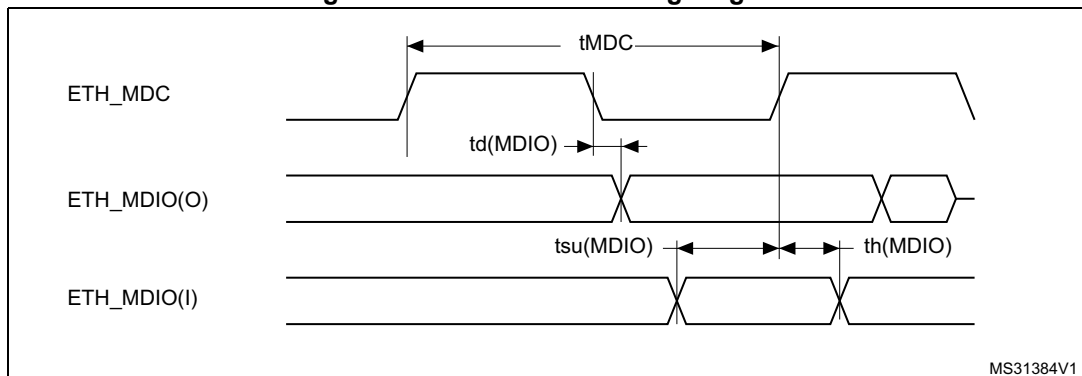 tMDC
ETH_MDC
td(MDIO)
ETH_MDIO(O)
tsu(MDIO) th(MDIO)
ETH_MDIO(I)
MS31384V1